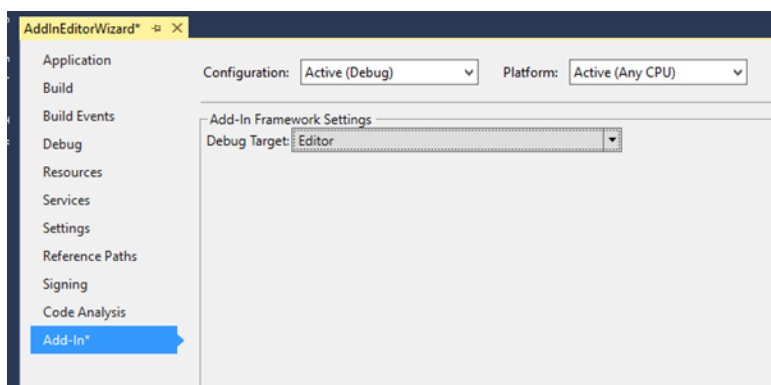 AddInEditorWizard*
Application
Build
Build Events
Debug
Resources
Services
Settings
Reference Paths
Signing
Code Analysis
Add-In*
Configuration: Active (Debug) Platform: Active (Any CPU)
Add-In Framework Settings
Debug Target: Editor